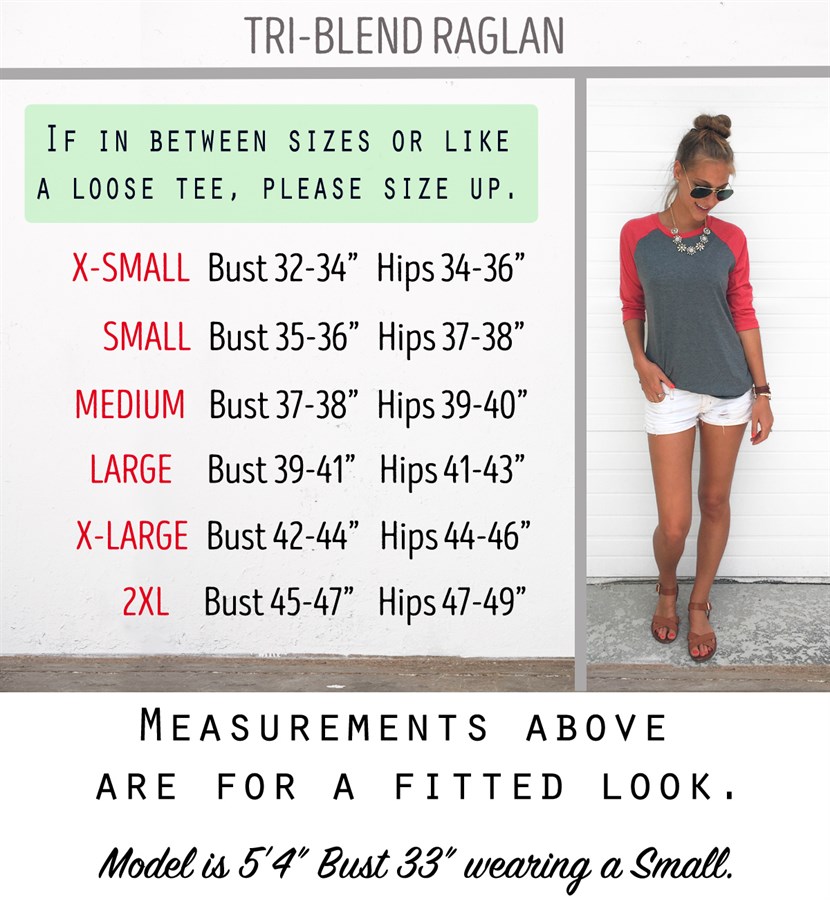 TRI-BLEND RAGLAN
IF IN BETWEEN SIZES OR LIKE
A LOOSE TEE, PLEASE SIZE UP.
X-SMALL Bust 32-34” Hips 34-36”
SMALL Bust 35-36” Hips 37-38”
MEDIUM Bust 37-38” Hips 39-40”
LARGE Bust 39-41” Hips 41-43”
X-LARGE Bust 42-44” Hips 44-46”
2XL Bust 45-47” Hips 47-49”
MEASUREMENTS ABOVE
ARE FOR A FITTED LOOK.
Model is 5'4" Bust 33" wearing a Small.